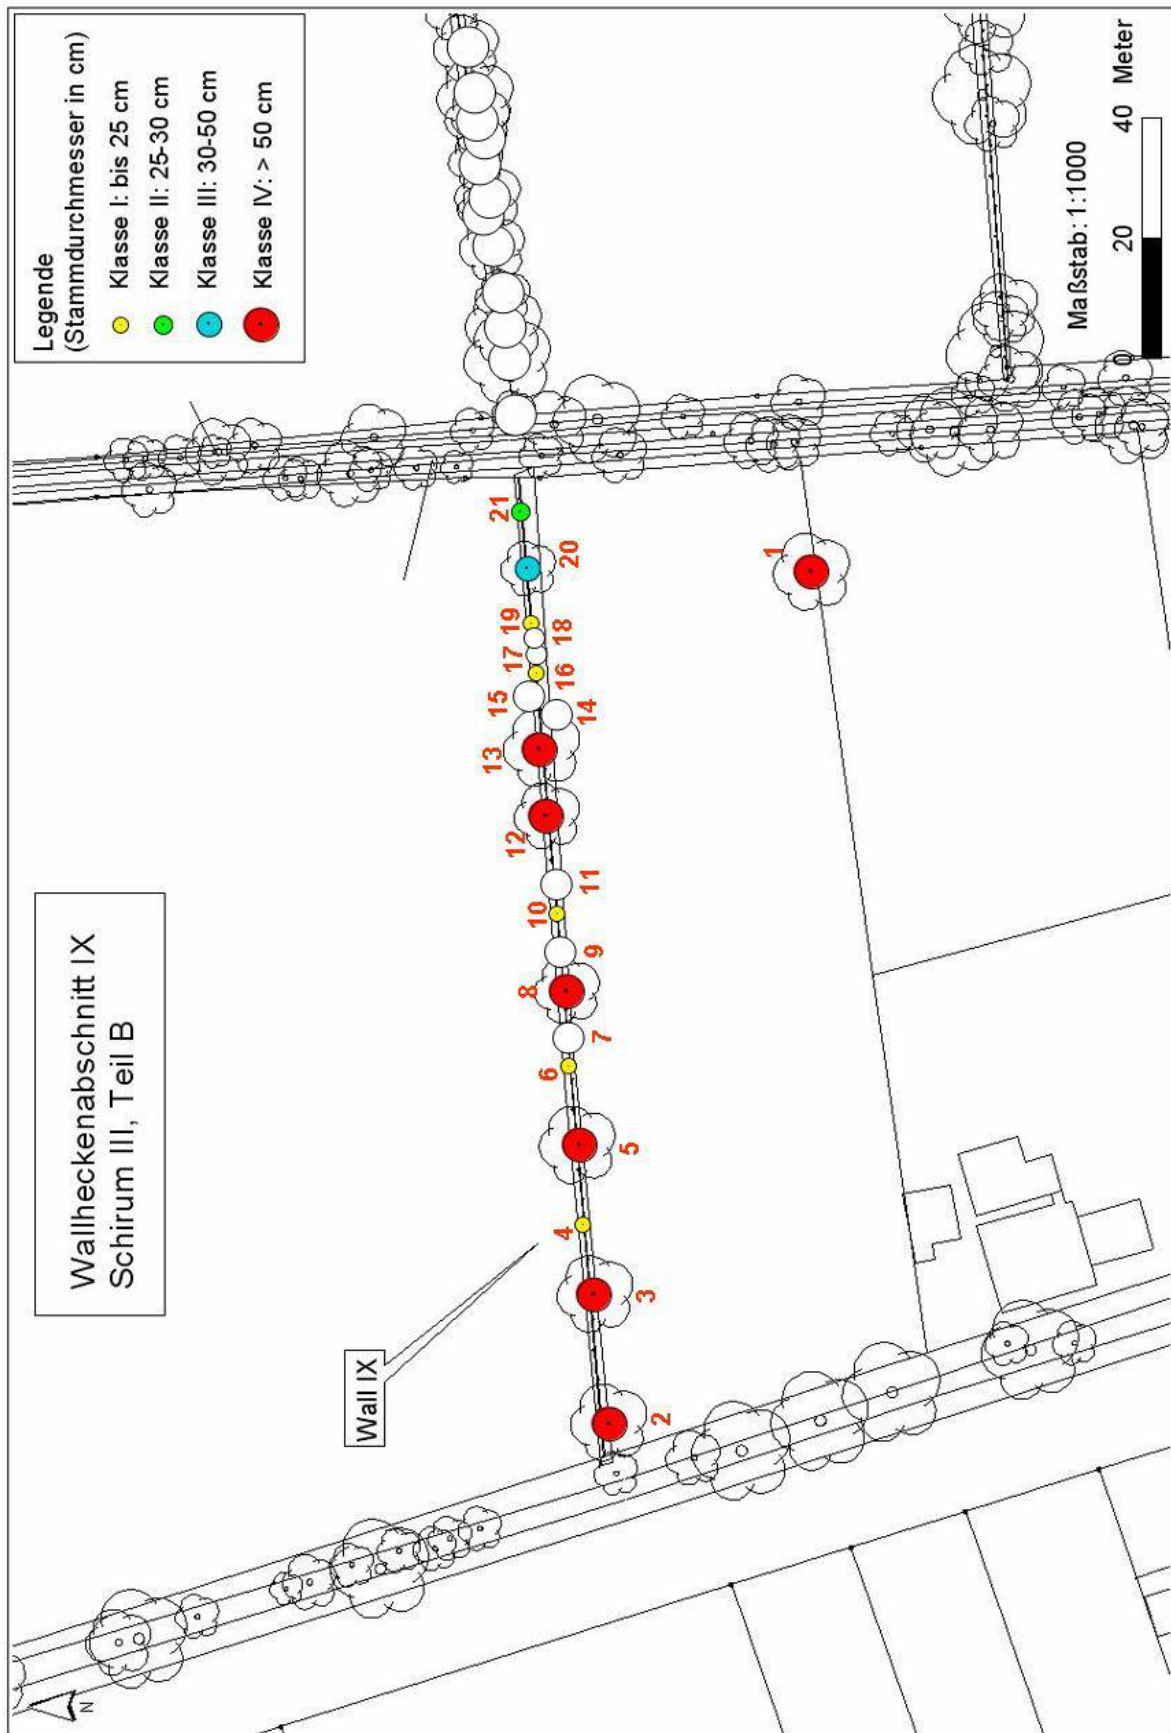 Wallheckenabschnitt IX
Schirum III, Teil B
Legende
(Stammdurchmesser in cm)
Klasse I: bis 25 cm
Klasse II: 25-30 cm
Klasse III: 30-50 cm
Klasse IV: > 50 cm
Wall IX
2
3
4
5
6
7
8
9
10
11
12
13
14
15
16
17
18
19
20
21
1
Maßstab: 1:1000
0 20 40 Meter
N